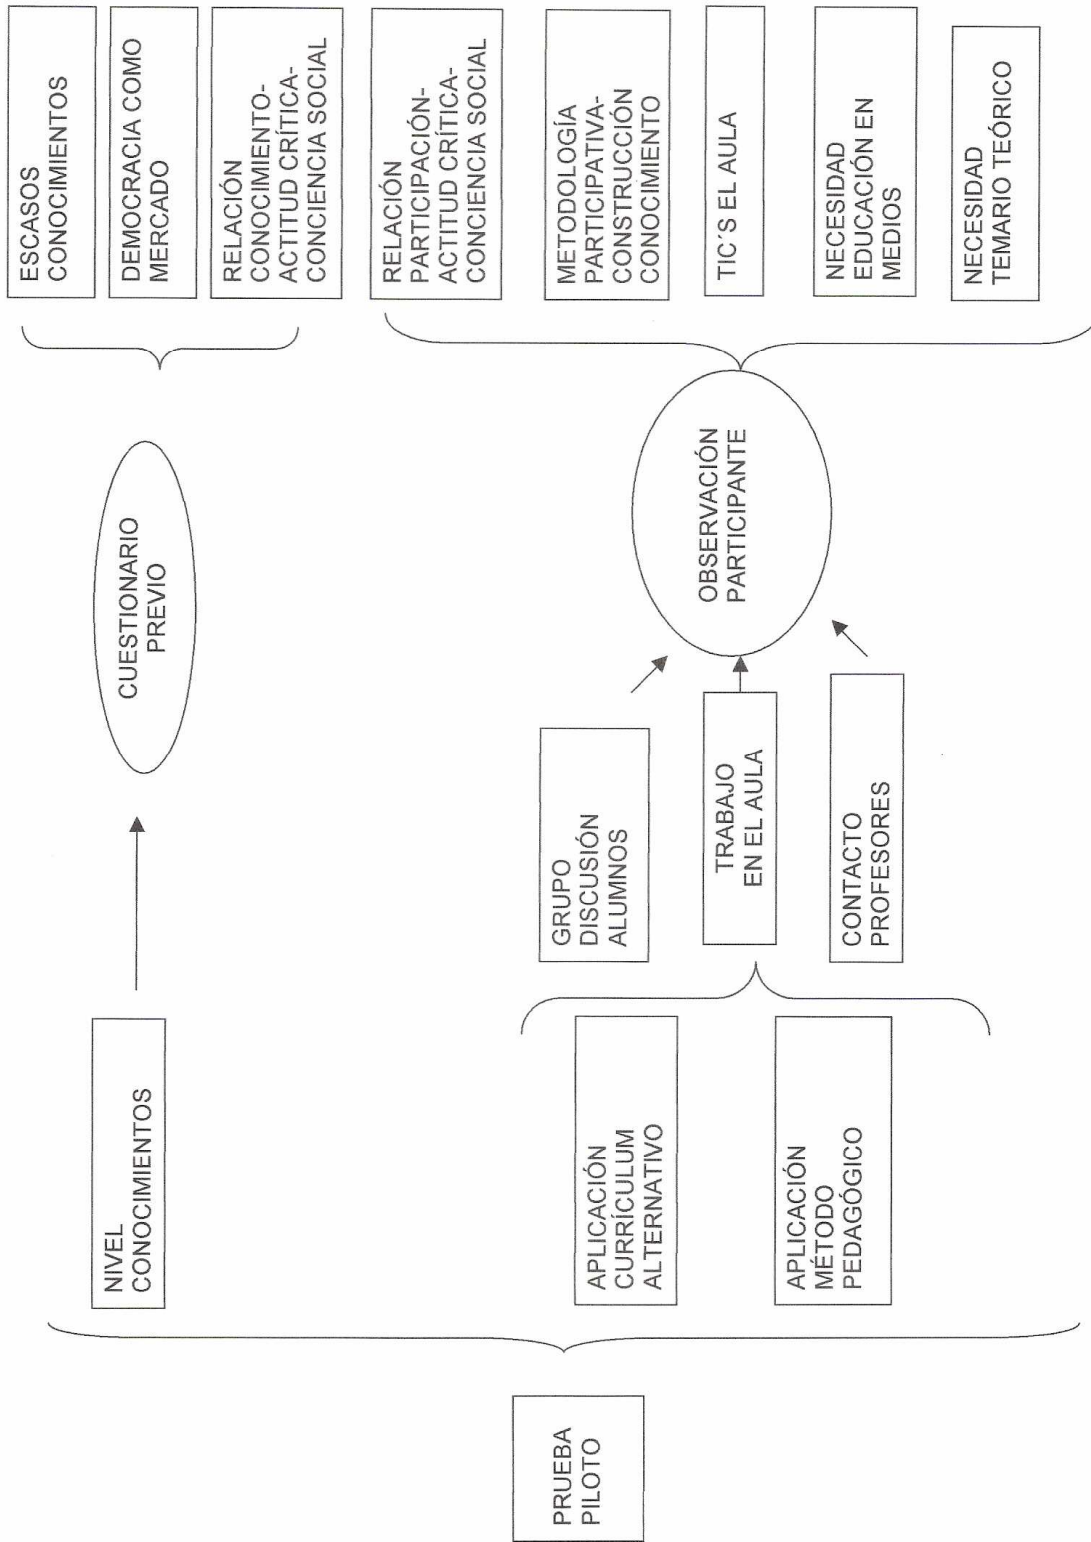 PRUEBA
PILOTO
NIVEL
CONOCIMIENTOS
APLICACIÓN
CURRÍCULUM
ALTERNATIVO
APLICACIÓN
MÉTODO
PEDAGÓGICO
GRUPO
DISCUSIÓN
ALUMNOS
TRABAJO
EN EL AULA
CONTACTO
PROFESORES
CUESTIONARIO
PREVIO
OBSERVACIÓN
PARTICIPANTE
ESCASOS
CONOCIMIENTOS
DEMOCRACIA COMO
MERCADO
RELACIÓN
CONOCIMIENTO-
ACTITUD CRÍTICA-
CONCIENCIA SOCIAL
RELACIÓN
PARTICIPACIÓN-
ACTITUD CRÍTICA-
CONCIENCIA SOCIAL
METODOLOGÍA
PARTICIPATIVA-
CONSTRUCCIÓN
CONOCIMIENTO
TIC´S EL AULA
NECESIDAD
EDUCACIÓN EN
MEDIOS
NECESIDAD
TEMARIO TEÓRICO